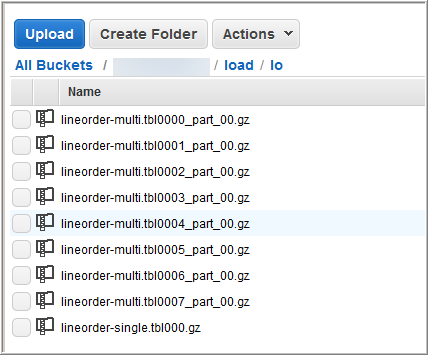 Upload Create Folder Actions
All Buckets / / load / lo
Name
lineorder-multi.tbl0000_part_00.gz
lineorder-multi.tbl0001_part_00.gz
lineorder-multi.tbl0002_part_00.gz
lineorder-multi.tbl0003_part_00.gz
lineorder-multi.tbl0004_part_00.gz
lineorder-multi.tbl0005_part_00.gz
lineorder-multi.tbl0006_part_00.gz
lineorder-multi.tbl0007_part_00.gz
lineorder-single.tbl000.gz